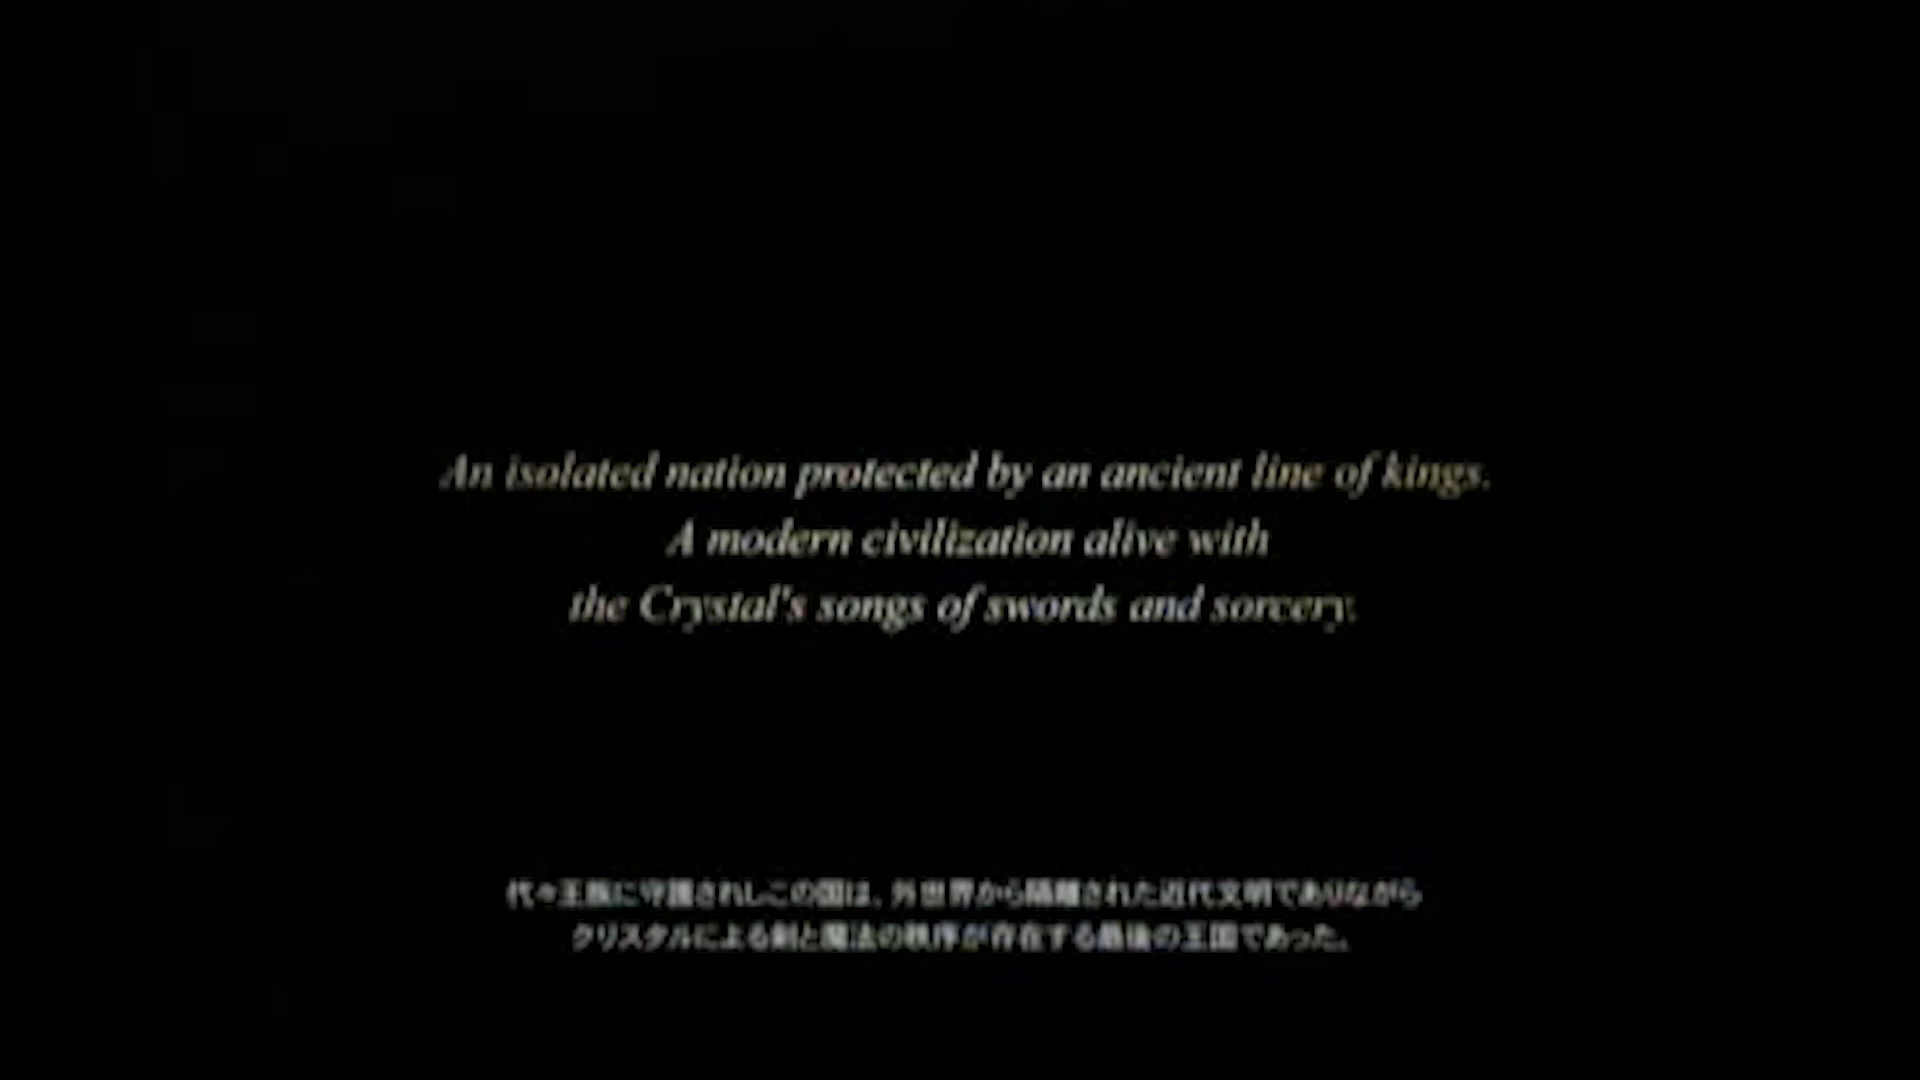 An isolated nation protected by an ancient line of kings.
A modern civilization alive with
the Crystal's songs of swords and sorcery.
代々王族に守護されしこの国は、外世界から隔離された近代文明でありながら
クリスタルによる剣と魔法の秩序が存在する最後の王国であった。